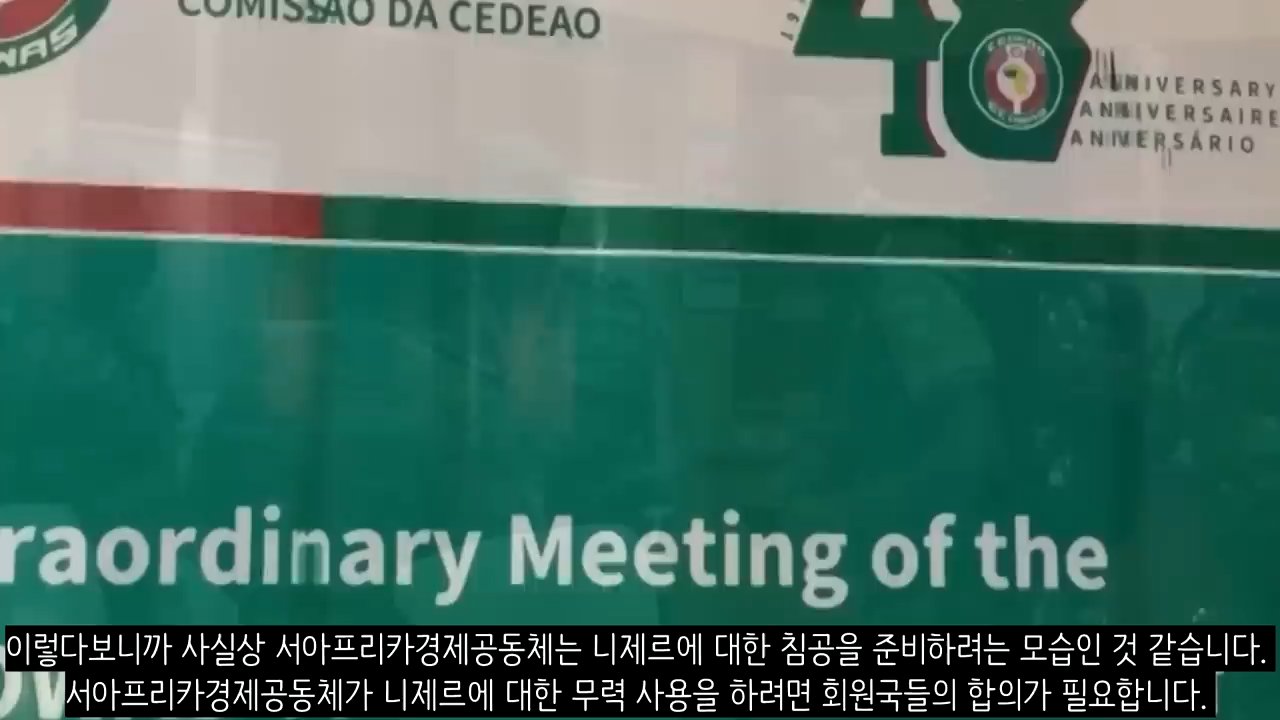 COMISSÃO DA CEDEAO
48
ANNIVERSARY
ANNIVERSAIRE
ANIVERSÁRIO
raordinary Meeting of the
이렇다보니까 사실상 서아프리카경제공동체는 니제르에 대한 침공을 준비하려는 모습인 것 같습니다.
서아프리카경제공동체가 니제르에 대한 무력 사용을 하려면 회원국들의 합의가 필요합니다.